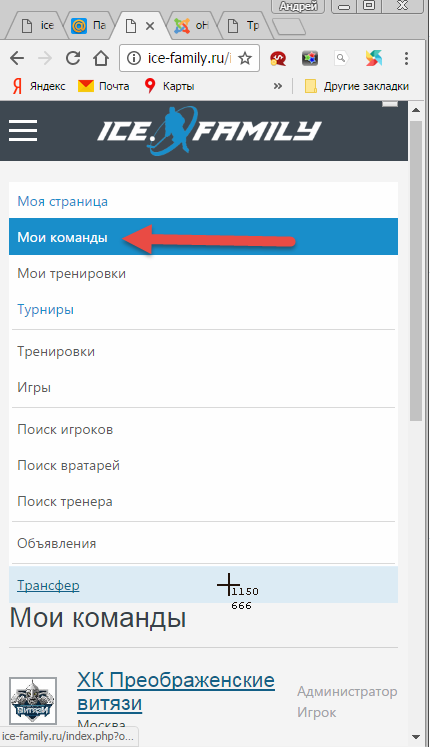 Андрей
ice
Па
оН
Тр
ice-family.ru/i
Яндекс
Почта
Карты
»
Другие закладки
ICE.FAMILY
Моя страница
Мои команды
Мои тренировки
Турниры
Тренировки
Игры
Поиск игроков
Поиск вратарей
Поиск тренера
Объявления
Трансфер
1150
666
Мои команды
ХК Преображенские
витязи
Администратор
Игрок
ВИТЯЗИ
Москва
ice-family.ru/index.php?o...